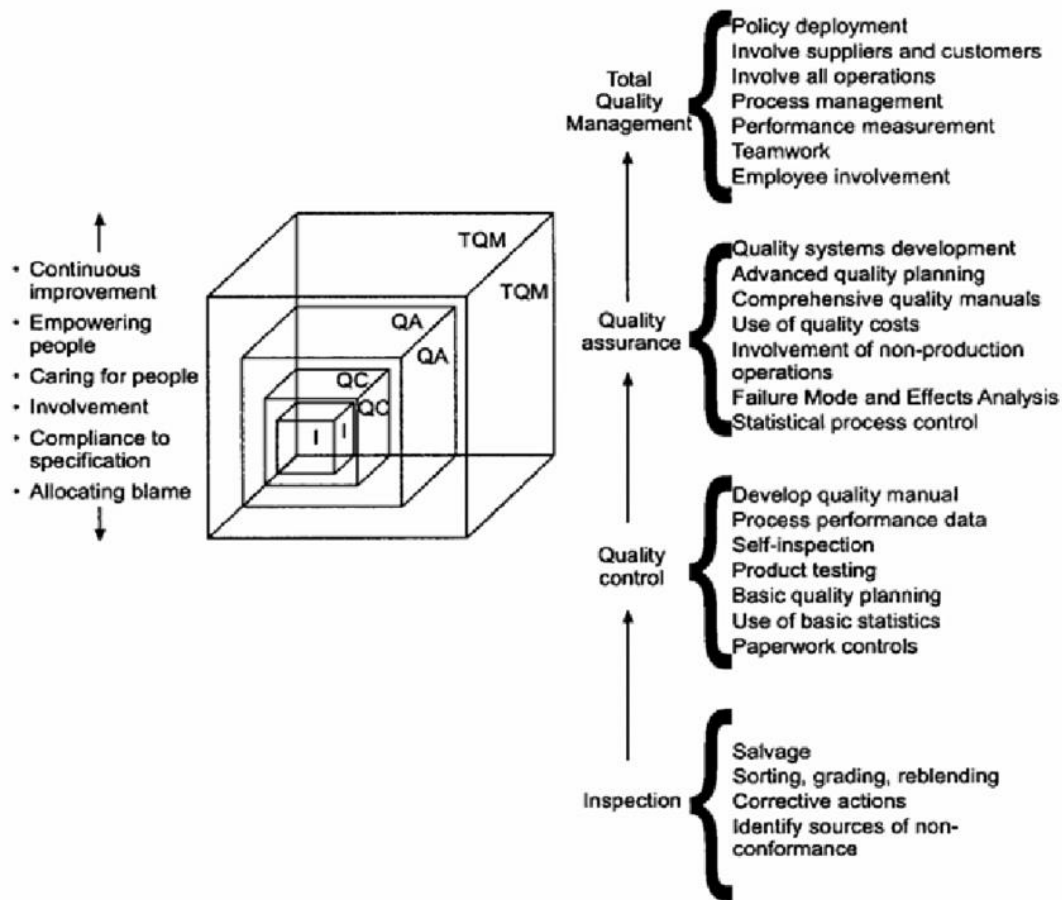 • Continuous
improvement
• Empowering
people
• Caring for people
• Involvement
• Compliance to
specification
• Allocating blame
TQM
TQM
QA
QA
QC
QC
I
I
Total
Quality
Management
Policy deployment
Involve suppliers and customers
Involve all operations
Process management
Performance measurement
Teamwork
Employee involvement
Quality
assurance
Quality systems development
Advanced quality planning
Comprehensive quality manuals
Use of quality costs
Involvement of non-production
operations
Failure Mode and Effects Analysis
Statistical process control
Quality
control
Develop quality manual
Process performance data
Self-inspection
Product testing
Basic quality planning
Use of basic statistics
Paperwork controls
Inspection
Salvage
Sorting, grading, reblending
Corrective actions
Identify sources of non-
conformance